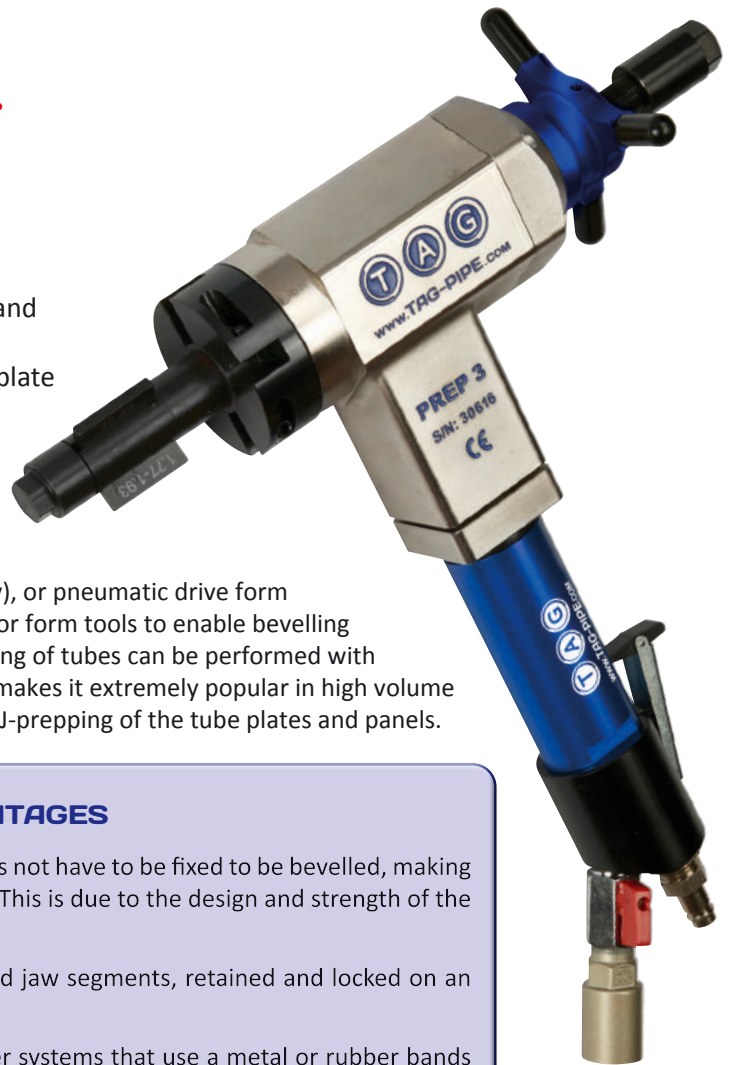 and
plate
TAG
www.TAG-PIPE.com
PREP 3
S/N: 30616
CE
1.77-1.93
), or pneumatic drive form
or form tools to enable bevelling
ng of tubes can be performed with
makes it extremely popular in high volume
J-prepping of the tube plates and panels.
TAG
www.TAG-PIPE.com
NTAGES
s not have to be fixed to be bevelled, making
This is due to the design and strength of the
d jaw segments, retained and locked on an
er systems that use a metal or rubber bands